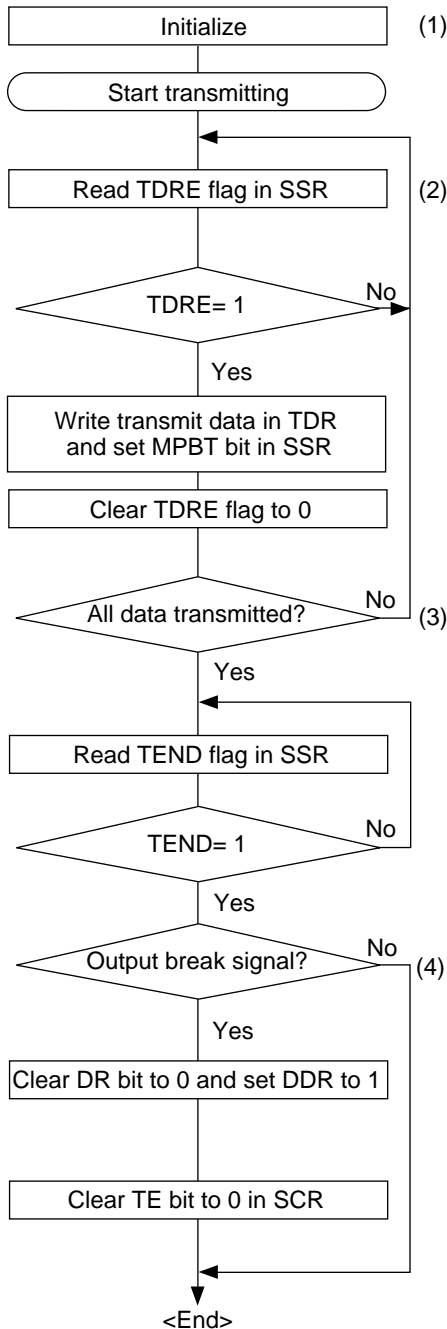 Initialize
(1)
Start transmitting
Read TDRE flag in SSR
(2)
TDRE= 1
No
Yes
Write transmit data in TDR
and set MPBT bit in SSR
Clear TDRE flag to 0
All data transmitted?
No
(3)
Yes
Read TEND flag in SSR
TEND= 1
No
Yes
Output break signal?
No
(4)
Yes
Clear DR bit to 0 and set DDR to 1
Clear TE bit to 0 in SCR
<End>